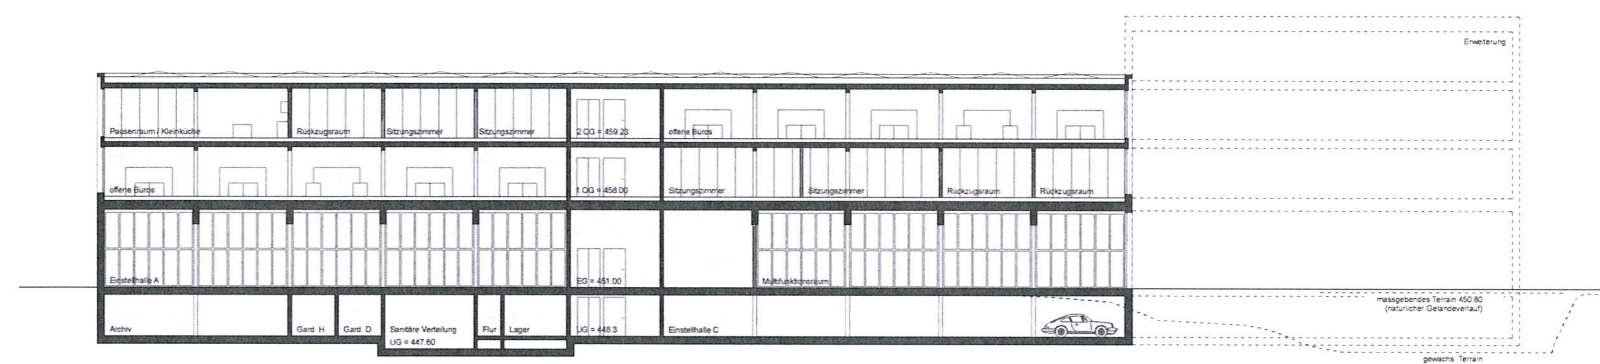 Erweiterung
Pausenraum / Kleinküche
Rückzugsraum
Sitzungszimmer
Sitzungszimmer
2.OG = 459.23
offene Büros
offene Büros
1.OG = 456.00
Sitzungszimmer
Sitzungszimmer
Rückzugsraum
Rückzugsraum
Einstellhalle A
EG = 451.00
Multifunktionsraum
massgebendes Terrain 450.80
(natürlicher Geländeverlauf)
Archiv
Gard. H
Gard. D
Sanitäre Verteilung
Flur
Lager
UG = 448.3
Einstellhalle C
UG = 447.60
gewachs. Terrain